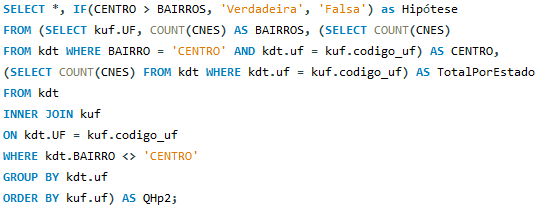 SELECT *, IF(CENTRO > BAIRROS, 'Verdadeira', 'Falsa') as Hipótese
FROM (SELECT kuf.UF, COUNT(CNES) AS BAIRROS, (SELECT COUNT(CNES)
FROM kdt WHERE BAIRRO = 'CENTRO' AND kdt.uf = kuf.codigo_uf) AS CENTRO,
(SELECT COUNT(CNES) FROM kdt WHERE kdt.uf = kuf.codigo_uf) AS TotalPorEstado
FROM kdt
INNER JOIN kuf
ON kdt.UF = kuf.codigo_uf
WHERE kdt.BAIRRO <> 'CENTRO'
GROUP BY kdt.uf
ORDER BY kuf.uf) AS QHp2;